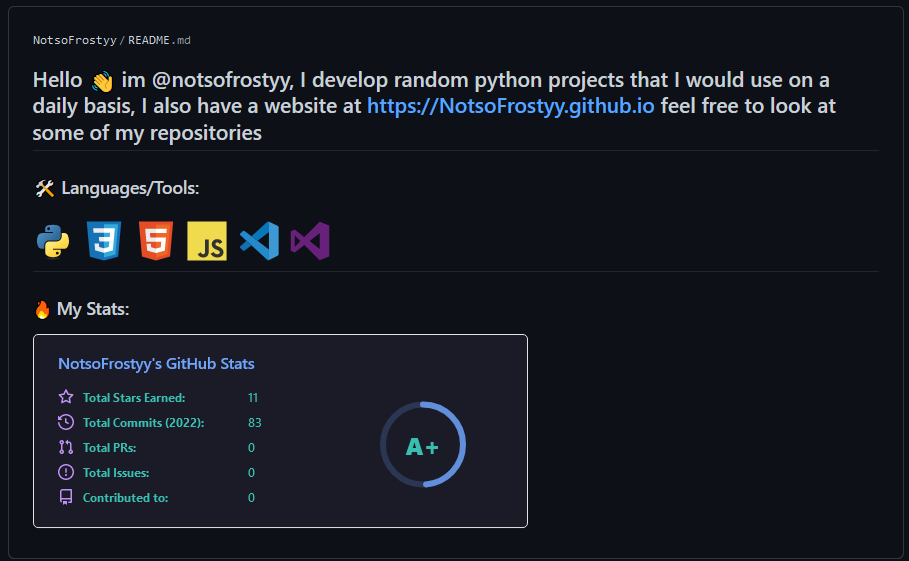 NotsoFrostyy/README.md
Hello 👋 im @notsofrostyy, I develop random python projects that I would use on a
daily basis, I also have a website at https://NotsoFrostyy.github.io feel free to look at
some of my repositories
🛠 Languages/Tools:
3 5 JS
🔥 My Stats:
NotsoFrostyy's GitHub Stats
Total Stars Earned: 11
Total Commits (2022): 83
Total PRs: 0
Total Issues: 0
Contributed to: 0
A+